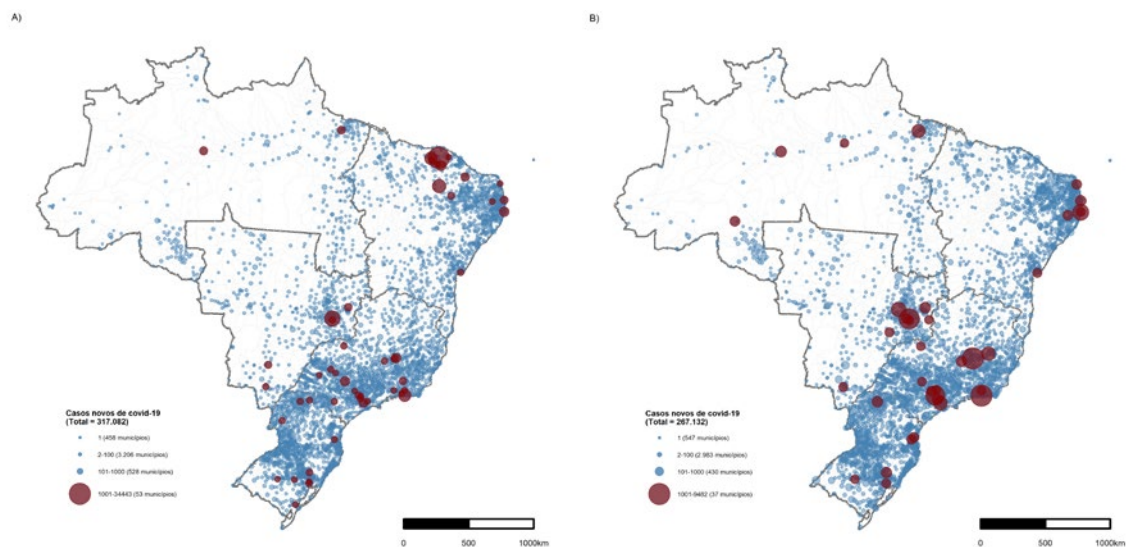 A)
B)
Casos novos de covid-19
(Total = 317.082)
1 (458 municípios)
2-100 (3.206 municípios)
101-1000 (528 municípios)
1001-34443 (53 municípios)
0 500 1000km
Casos novos de covid-19
(Total = 267.132)
1 (547 municípios)
2-100 (2.983 municípios)
101-1000 (430 municípios)
1001-9482 (37 municípios)
0 500 1000km